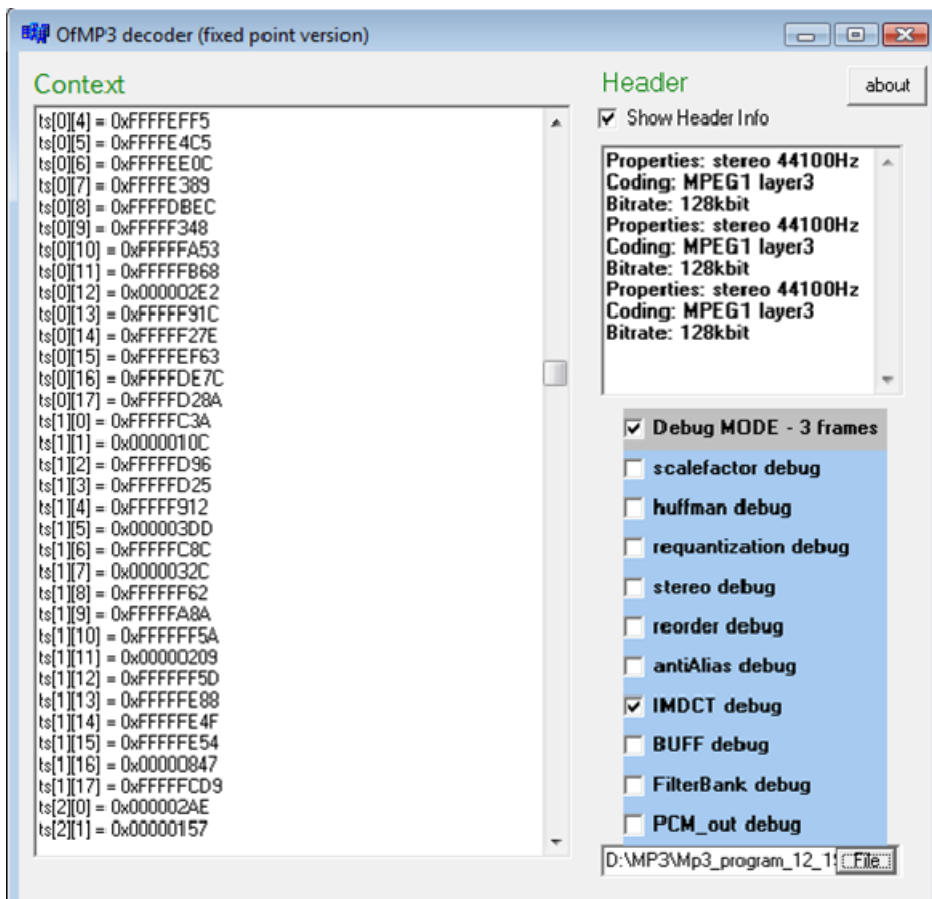 OfMP3 decoder (fixed point version)
Context
ts[0][4] = 0xFFFFEFF5
ts[0][5] = 0xFFFFE4C5
ts[0][6] = 0xFFFFEE0C
ts[0][7] = 0xFFFFE389
ts[0][8] = 0xFFFFDBEC
ts[0][9] = 0xFFFFF348
ts[0][10] = 0xFFFFFA53
ts[0][11] = 0xFFFFFB68
ts[0][12] = 0x000002E2
ts[0][13] = 0xFFFFF91C
ts[0][14] = 0xFFFFF27E
ts[0][15] = 0xFFFFEF63
ts[0][16] = 0xFFFFDE7C
ts[0][17] = 0xFFFFD28A
ts[1][0] = 0xFFFFFC3A
ts[1][1] = 0x0000010C
ts[1][2] = 0xFFFFFD96
ts[1][3] = 0xFFFFFD25
ts[1][4] = 0xFFFFF912
ts[1][5] = 0x000003DD
ts[1][6] = 0xFFFFFC8C
ts[1][7] = 0x0000032C
ts[1][8] = 0xFFFFFF62
ts[1][9] = 0xFFFFFA8A
ts[1][10] = 0xFFFFFF5A
ts[1][11] = 0x00000209
ts[1][12] = 0xFFFFFF5D
ts[1][13] = 0xFFFFFE88
ts[1][14] = 0xFFFFFE4F
ts[1][15] = 0xFFFFFE54
ts[1][16] = 0x00000847
ts[1][17] = 0xFFFFFCD9
ts[2][0] = 0x000002AE
ts[2][1] = 0x00000157
Header
about
Show Header Info
Properties: stereo 44100Hz
Coding: MPEG1 layer3
Bitrate: 128kbit
Properties: stereo 44100Hz
Coding: MPEG1 layer3
Bitrate: 128kbit
Properties: stereo 44100Hz
Coding: MPEG1 layer3
Bitrate: 128kbit
Debug MODE - 3 frames
scalefactor debug
huffman debug
requantization debug
stereo debug
reorder debug
antiAlias debug
IMDCT debug
BUFF debug
FilterBank debug
PCM_out debug
D:\MP3\Mp3_program_12_15
File